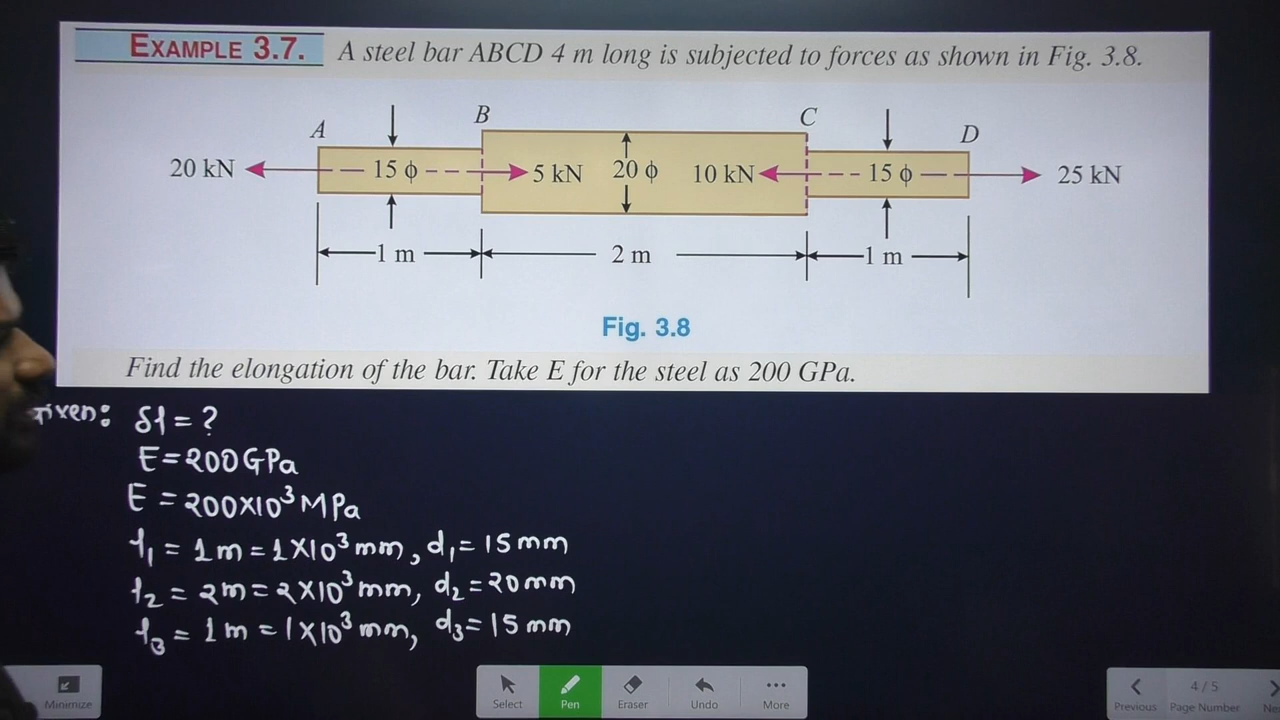 EXAMPLE 3.7. A steel bar ABCD 4 m long is subjected to forces as shown in Fig. 3.8.
A B C D
20 kN 15 ϕ 5 kN 20 ϕ 10 kN 15 ϕ 25 kN
1 m 2 m 1 m
Fig. 3.8
Find the elongation of the bar. Take E for the steel as 200 GPa.
δl = ?
E = 200 GPa
E = 200×10³ MPa
l₁ = 1m = 1×10³ mm, d₁ = 15 mm
l₂ = 2m = 2×10³ mm, d₂ = 20 mm
l₃ = 1m = 1×10³ mm, d₃ = 15 mm
Minimize Select Pen Eraser Undo More Previous Page Number
4 / 5